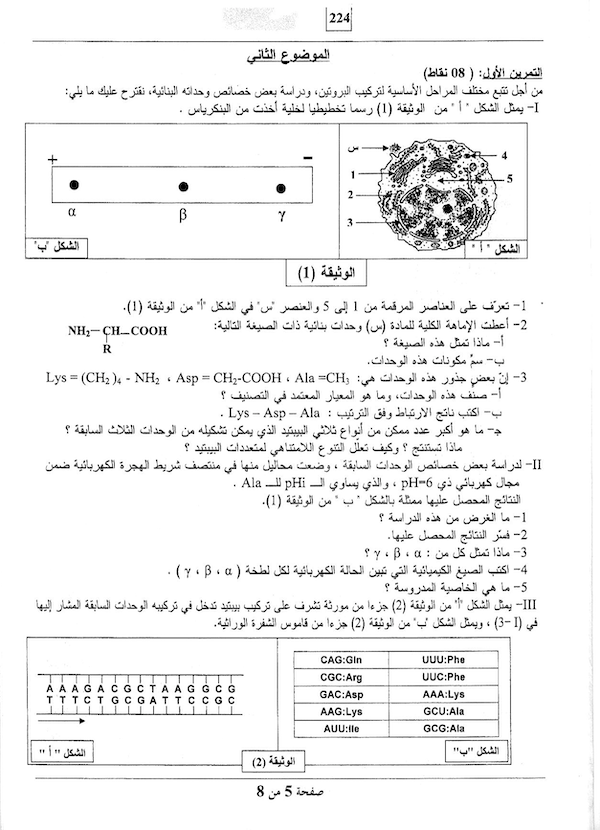 224
الموضوع الثاني
التمرين الأول: ( 08 نقاط)
من أجل تتبع مختلف المراحل الأساسية لتركيب البروتين، ودراسة بعض خصائص وحداته البنائية، نقترح عليك ما يلي:
I– يمثل الشكل " أ " من الوثيقة (1) رسما تخطيطيا لخلية أخذت من البنكرياس .
+ –
α β γ
الشكل "ب"
س
1
2
3
4
5
الشكل " أ "
الوثيقة (1)
1– تعرّف على العناصر المرقمة من 1 إلى 5 والعنصر "س" في الشكل "أ" من الوثيقة (1).
2– أعطت الإماهة الكلية للمادة (س) وحدات بنائية ذات الصيغة التالية:
NH₂—CH—COOH
R
أ– ماذا تمثل هذه الصيغة ؟
ب– سمِّ مكونات هذه الوحدات.
3– إنّ بعض جذور هذه الوحدات هي: Lys = (CH₂)₄ - NH₂ ، Asp = CH₂-COOH ، Ala =CH₃
أ– صنّف هذه الوحدات، وما هو المعيار المعتمد في التصنيف ؟
ب– اكتب ناتج الارتباط وفق الترتيب : Lys – Asp – Ala .
جـ– ما هو أكبر عدد ممكن من أنواع ثلاثي الببتيد الذي يمكن تشكيله من الوحدات الثلاث السابقة ؟
ماذا تستنتج ؟ وكيف تعلّل التنوع اللامتناهي لمتعددات الببتيد ؟
II– لدراسة بعض خصائص الوحدات السابقة ، وضعت محاليل منها في منتصف شريط الهجرة الكهربائية ضمن
مجال كهربائي ذي pH=6 ، والذي يساوي الـــ pHi للـــ Ala .
النتائج المحصل عليها ممثلة بالشكل " ب " من الوثيقة (1).
1– ما الغرض من هذه الدراسة ؟
2– فسّر النتائج المحصل عليها.
3– ماذا تمثل كل من : γ ، β ، α ؟
4– اكتب الصيغ الكيميائية التي تبين الحالة الكهربائية لكل لطخة ( γ ، β ، α ) .
5– ما هي الخاصية المدروسة ؟
III– يمثل الشكل "أ" من الوثيقة (2) جزءا من مورثة تشرف على تركيب ببتيد تدخل في تركيبه الوحدات السابقة المشار إليها
في (I –3) ، ويمثل الشكل "ب" من الوثيقة (2) جزءا من قاموس الشفرة الوراثية.
A A A G A C G C T A A G G C G
T T T C T G C G A T T C C G C
الشكل " أ "
CAG:Gln UUU:Phe
CGC:Arg UUC:Phe
GAC:Asp AAA:Lys
AAG:Lys GCU:Ala
AUU:Ile GCG:Ala
الشكل "ب"
الوثيقة (2)
صفحة 5 من 8